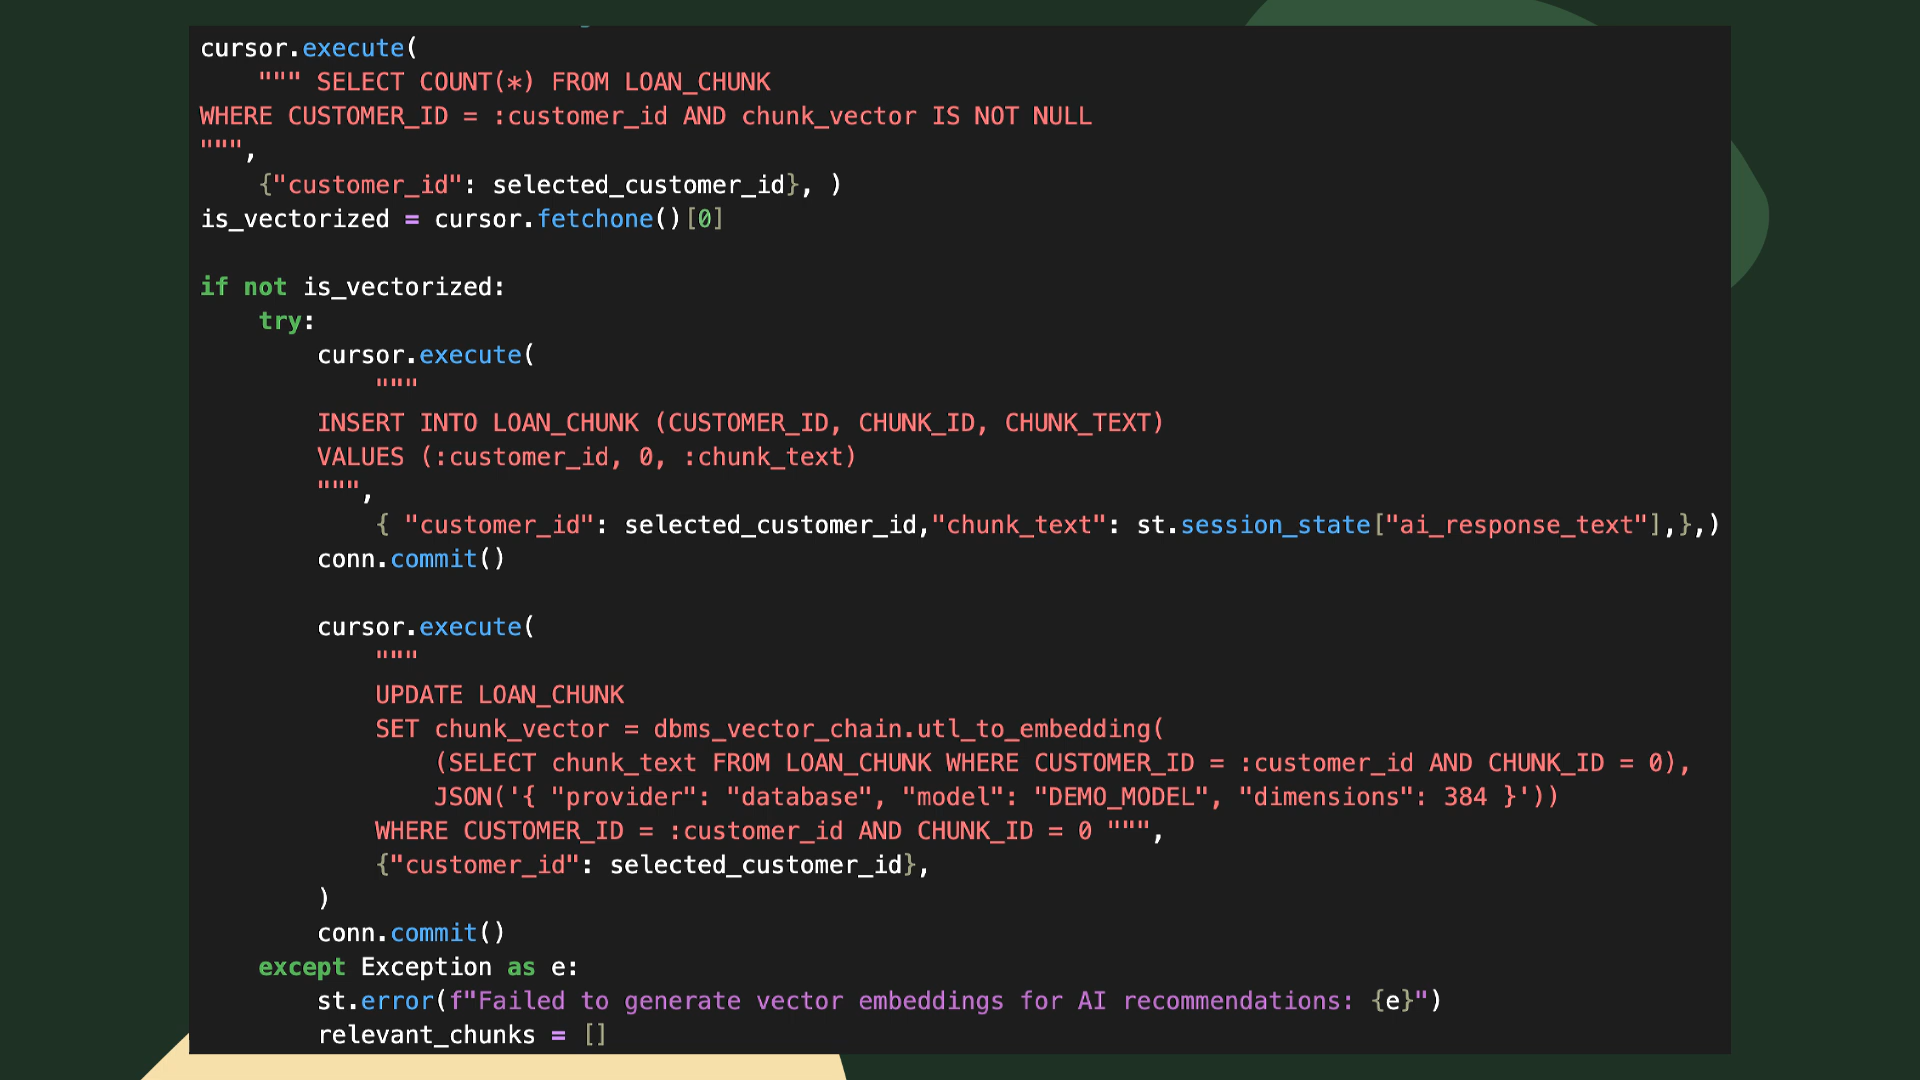 cursor.execute(
    """ SELECT COUNT(*) FROM LOAN_CHUNK
WHERE CUSTOMER_ID = :customer_id AND chunk_vector IS NOT NULL
""",
    {"customer_id": selected_customer_id}, )
is_vectorized = cursor.fetchone()[0]

if not is_vectorized:
    try:
        cursor.execute(
            """
        INSERT INTO LOAN_CHUNK (CUSTOMER_ID, CHUNK_ID, CHUNK_TEXT)
        VALUES (:customer_id, 0, :chunk_text)
        """,
            { "customer_id": selected_customer_id,"chunk_text": st.session_state["ai_response_text"],},)
        conn.commit()

        cursor.execute(
            """
            UPDATE LOAN_CHUNK
            SET chunk_vector = dbms_vector_chain.utl_to_embedding(
                (SELECT chunk_text FROM LOAN_CHUNK WHERE CUSTOMER_ID = :customer_id AND CHUNK_ID = 0),
                JSON('{ "provider": "database", "model": "DEMO_MODEL", "dimensions": 384 }'))
            WHERE CUSTOMER_ID = :customer_id AND CHUNK_ID = 0 """,
            {"customer_id": selected_customer_id},
        )
        conn.commit()
    except Exception as e:
        st.error(f"Failed to generate vector embeddings for AI recommendations: {e}")
        relevant_chunks = []